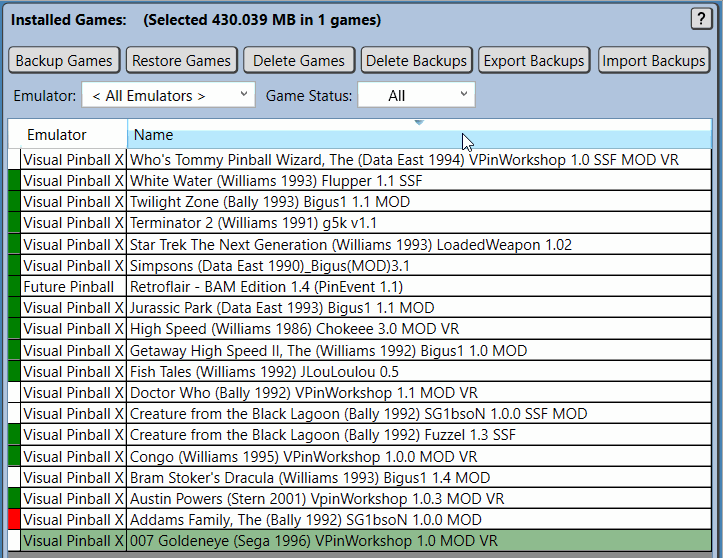 Installed Games: (Selected 430.039 MB in 1 games)
?
Backup Games Restore Games Delete Games Delete Backups Export Backups Import Backups
Emulator: < All Emulators > Game Status: All
Emulator Name
Visual Pinball X Who's Tommy Pinball Wizard, The (Data East 1994) VPinWorkshop 1.0 SSF MOD VR
Visual Pinball X White Water (Williams 1993) Flupper 1.1 SSF
Visual Pinball X Twilight Zone (Bally 1993) Bigus1 1.1 MOD
Visual Pinball X Terminator 2 (Williams 1991) g5k v1.1
Visual Pinball X Star Trek The Next Generation (Williams 1993) LoadedWeapon 1.02
Visual Pinball X Simpsons (Data East 1990)_Bigus(MOD)3.1
Future Pinball Retroflair - BAM Edition 1.4 (PinEvent 1.1)
Visual Pinball X Jurassic Park (Data East 1993) Bigus1 1.1 MOD
Visual Pinball X High Speed (Williams 1986) Chokeee 3.0 MOD VR
Visual Pinball X Getaway High Speed II, The (Williams 1992) Bigus1 1.0 MOD
Visual Pinball X Fish Tales (Williams 1992) JLouLoulou 0.5
Visual Pinball X Doctor Who (Bally 1992) VPinWorkshop 1.1 MOD VR
Visual Pinball X Creature from the Black Lagoon (Bally 1992) SG1bsoN 1.0.0 SSF MOD
Visual Pinball X Creature from the Black Lagoon (Bally 1992) Fuzzel 1.3 SSF
Visual Pinball X Congo (Williams 1995) VPinWorkshop 1.0.0 MOD VR
Visual Pinball X Bram Stoker's Dracula (Williams 1993) Bigus1 1.4 MOD
Visual Pinball X Austin Powers (Stern 2001) VpinWorkshop 1.0.3 MOD VR
Visual Pinball X Addams Family, The (Bally 1992) SG1bsoN 1.0.0 MOD
Visual Pinball X 007 Goldeneye (Sega 1996) VPinWorkshop 1.0 MOD VR